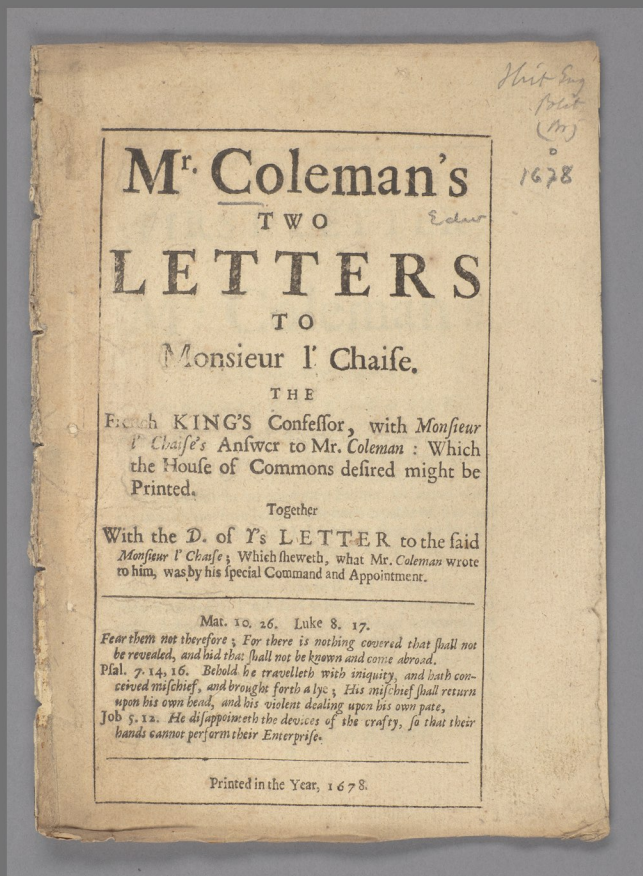 Hist Eng
Polit
(Br)
1678
Mr. Coleman's
Edw
TWO
LETTERS
TO
Monsieur l' Chaiſe.
THE
French KING'S Confeſſor, with Monſieur
l' Chaiſe's Anſwer to Mr. Coleman : Which
the Houſe of Commons deſired might be
Printed.
Together
With the D. of Ys LETTER to the ſaid
Monſieur l' Chaiſe ; Which ſheweth, what Mr. Coleman wrote
to him, was by his ſpecial Command and Appointment.
Mat. 10. 26. Luke 8. 17.
Fear them not therefore ; For there is nothing covered that ſhall not
be revealed, and hid that ſhall not be known and come abroad.
Pſal. 7. 14, 16. Behold he travelleth with iniquity, and hath con-
ceived miſchief, and brought forth a lye ; His miſchief ſhall return
upon his own head, and his violent dealing upon his own pate,
Job 5. 12. He diſappointeth the devices of the crafty, ſo that their
hands cannot perform their Enterpriſe.
Printed in the Year, 1678.